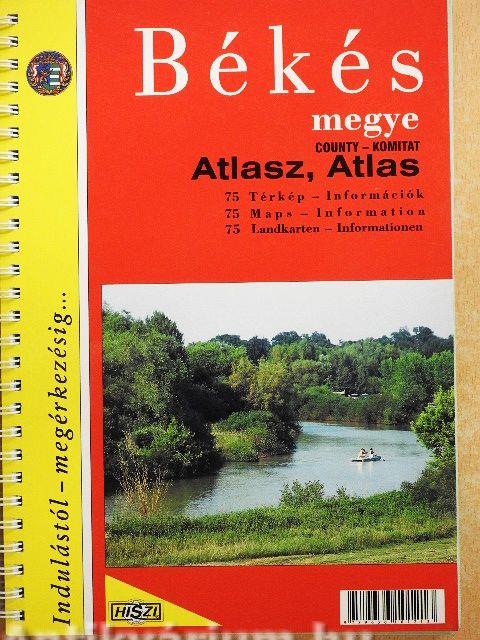 Békés
megye
COUNTY – KOMITAT
Atlasz, Atlas
75 Térkép – Információk
75 Maps – Information
75 Landkarten – Informationen
Indulástól – megérkezésig...
HISZI